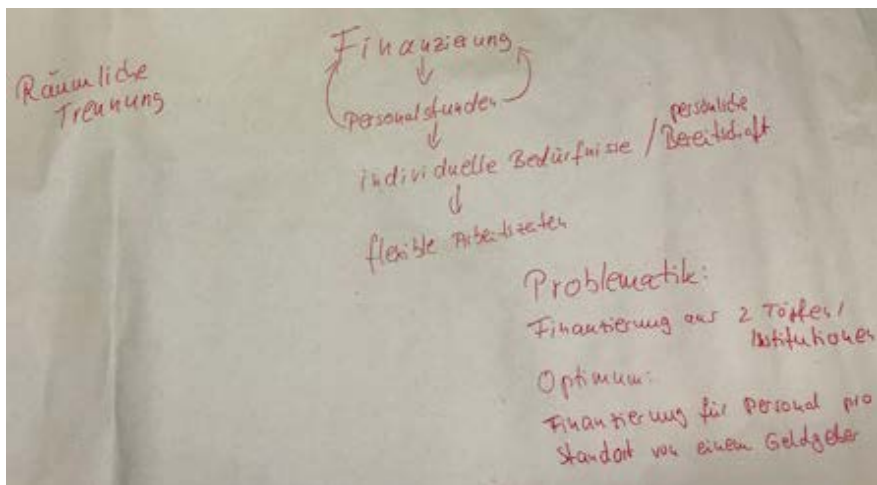 Räumliche
Trennung
Finanzierung
Personalstunden
individuelle Bedürfnisse / persönliche
Bereitschaft
flexible Arbeitszeiten
Problematik:
Finanzierung aus 2 Töpfen /
Institutionen
Optimum:
Finanzierung für Personal pro
Standort von einem Geldgeber